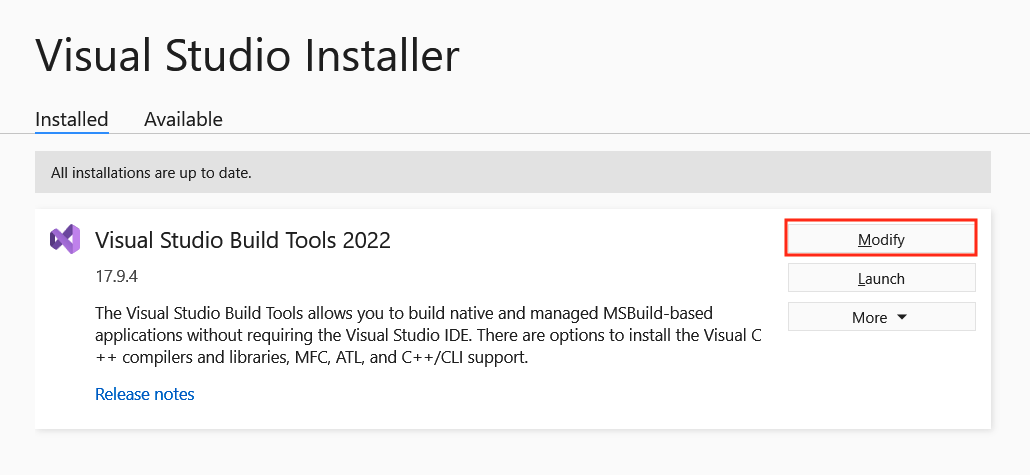 Visual Studio Installer
Installed Available
All installations are up to date.
Visual Studio Build Tools 2022
Modify
17.9.4
Launch
The Visual Studio Build Tools allows you to build native and managed MSBuild-based
More
applications without requiring the Visual Studio IDE. There are options to install the Visual C
++ compilers and libraries, MFC, ATL, and C++/CLI support.
Release notes